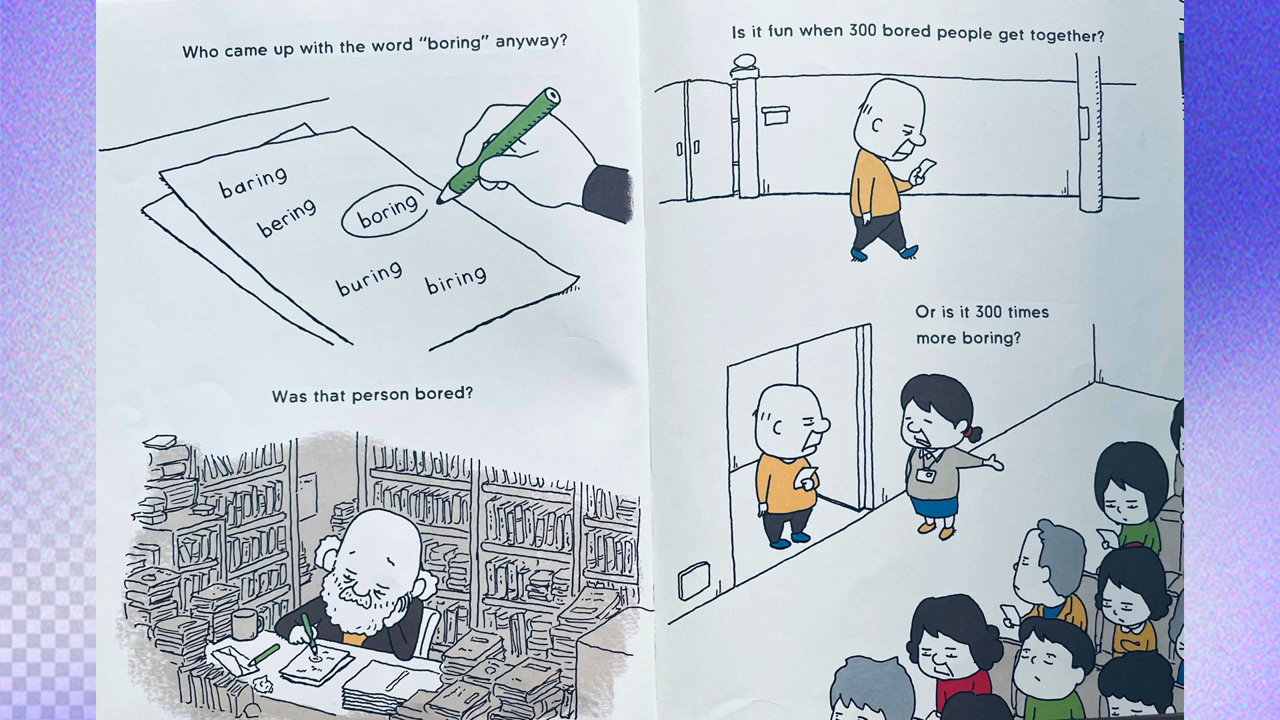 Who came up with the word “boring” anyway?
baring
bering
boring
buring
biring
Was that person bored?
Is it fun when 300 bored people get together?
Or is it 300 times
more boring?